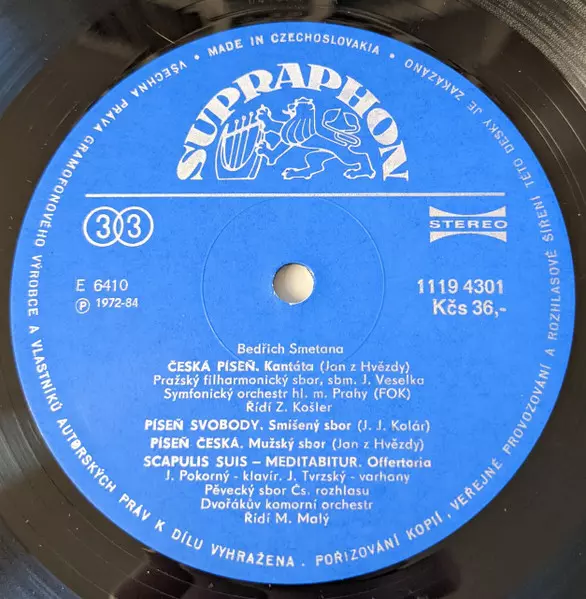 VŠECHNA PRÁVA GRAMOFONOVÉHO VÝROBCE A VLASTNÍKŮ AUTORSKÝCH PRÁV K DÍLU VYHRAŽENA. POŘIZOVÁNÍ KOPIÍ, VEŘEJNÉ PROVOZOVÁNÍ A ROZHLASOVÉ ŠÍŘENÍ TÉTO DESKY JE ZAKÁZÁNO • MADE IN CZECHOSLOVAKIA •
SUPRAPHON
33
STEREO
E 6410
1119 4301
Ⓟ 1972-84
Kčs 36,-
Bedřich Smetana
ČESKÁ PÍSEŇ. Kantáta (Jan z Hvězdy)
Pražský filharmonický sbor, sbm. J. Veselka
Symfonický orchestr hl. m. Prahy (FOK)
Řídí Z. Košler
PÍSEŇ SVOBODY. Smíšený sbor (J. J. Kolár)
PÍSEŇ ČESKÁ. Mužský sbor (Jan z Hvězdy)
SCAPULIS SUIS – MEDITABITUR. Offertoria
J. Pokorný - klavír. J. Tvrzský - varhany
Pěvecký sbor Čs. rozhlasu
Dvořákův komorní orchestr
Řídí M. Malý